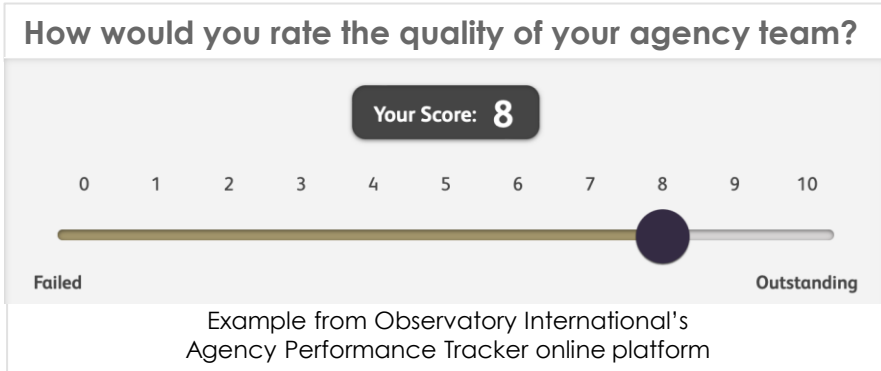 How would you rate the quality of your agency team?
Your Score: 8
0 1 2 3 4 5 6 7 8 9 10
Failed Outstanding
Example from Observatory International’s
Agency Performance Tracker online platform